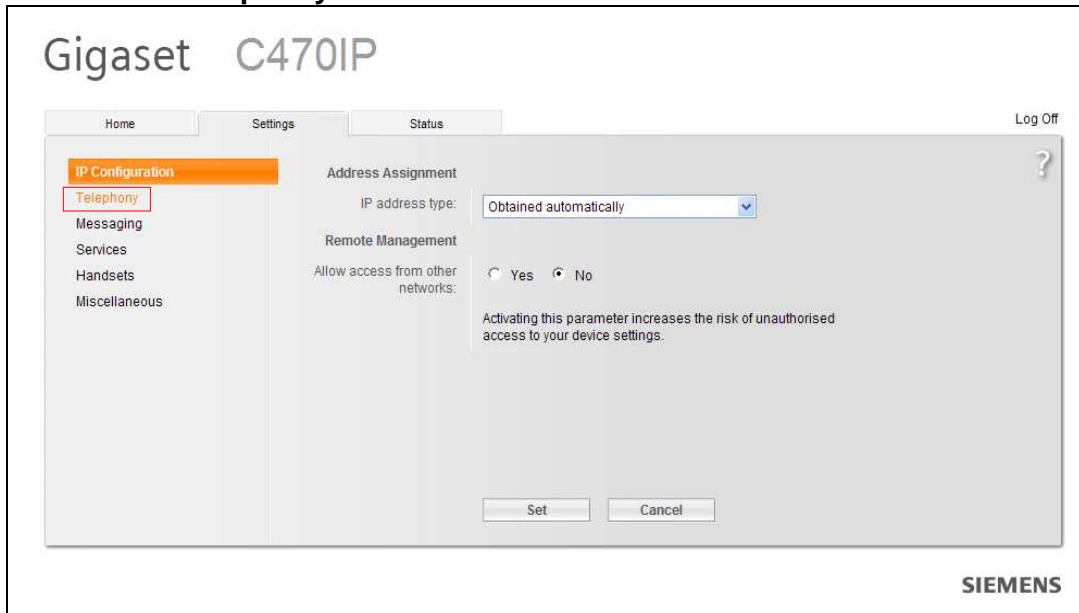 Gigaset C470IP
Home Settings Status Log Off
IP Configuration
Telephony
Messaging
Services
Handsets
Miscellaneous
Address Assignment
IP address type: Obtained automatically
Remote Management
Allow access from other networks: Yes No
Activating this parameter increases the risk of unauthorised
access to your device settings.
?
Set Cancel
SIEMENS